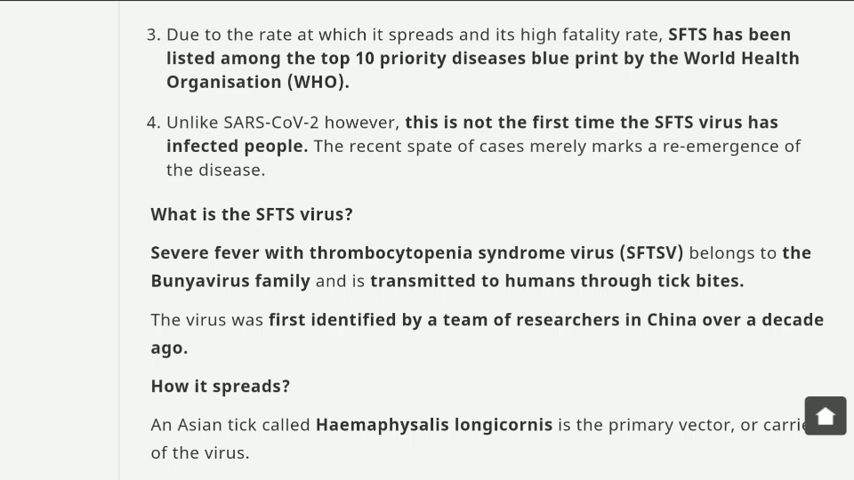 3. Due to the rate at which it spreads and its high fatality rate, SFTS has been
listed among the top 10 priority diseases blue print by the World Health
Organisation (WHO).
4. Unlike SARS-CoV-2 however, this is not the first time the SFTS virus has
infected people. The recent spate of cases merely marks a re-emergence of
the disease.
What is the SFTS virus?
Severe fever with thrombocytopenia syndrome virus (SFTSV) belongs to the
Bunyavirus family and is transmitted to humans through tick bites.
The virus was first identified by a team of researchers in China over a decade
ago.
How it spreads?
An Asian tick called Haemaphysalis longicornis is the primary vector, or
of the virus.